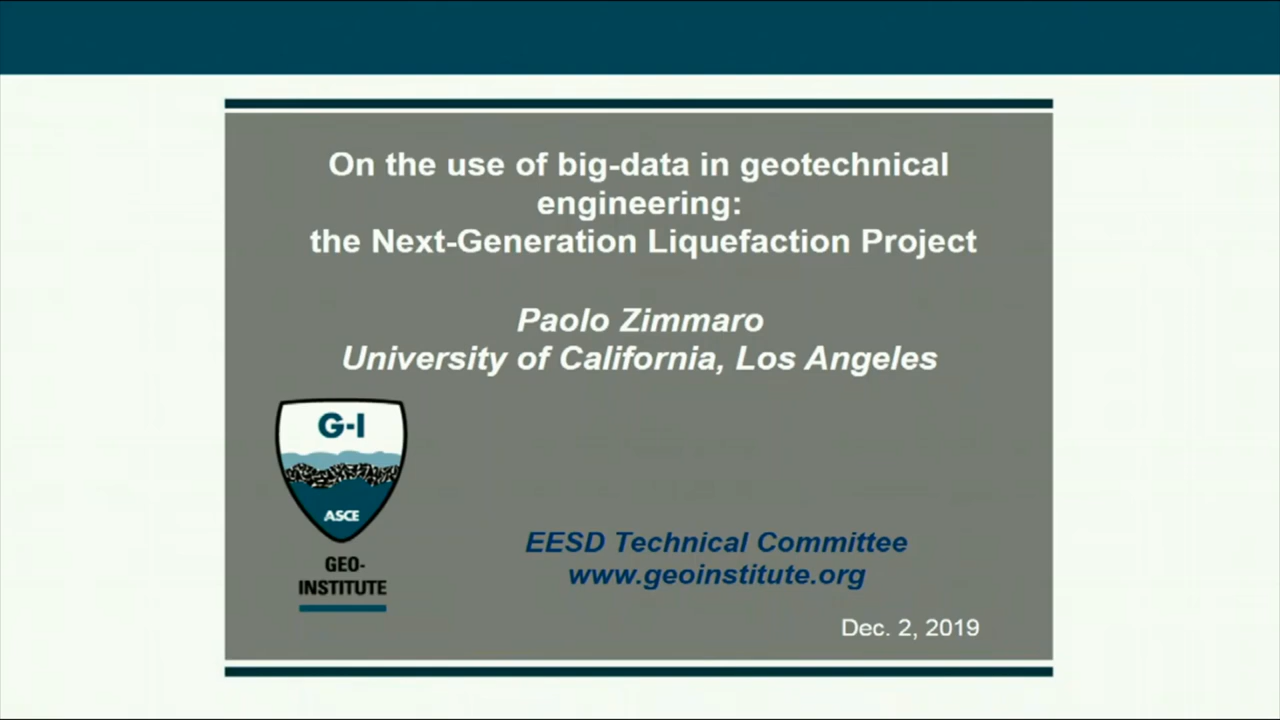 On the use of big-data in geotechnical
engineering:
the Next-Generation Liquefaction Project
Paolo Zimmaro
University of California, Los Angeles
G-I
ASCE
GEO-
INSTITUTE
EESD Technical Committee
www.geoinstitute.org
Dec. 2, 2019